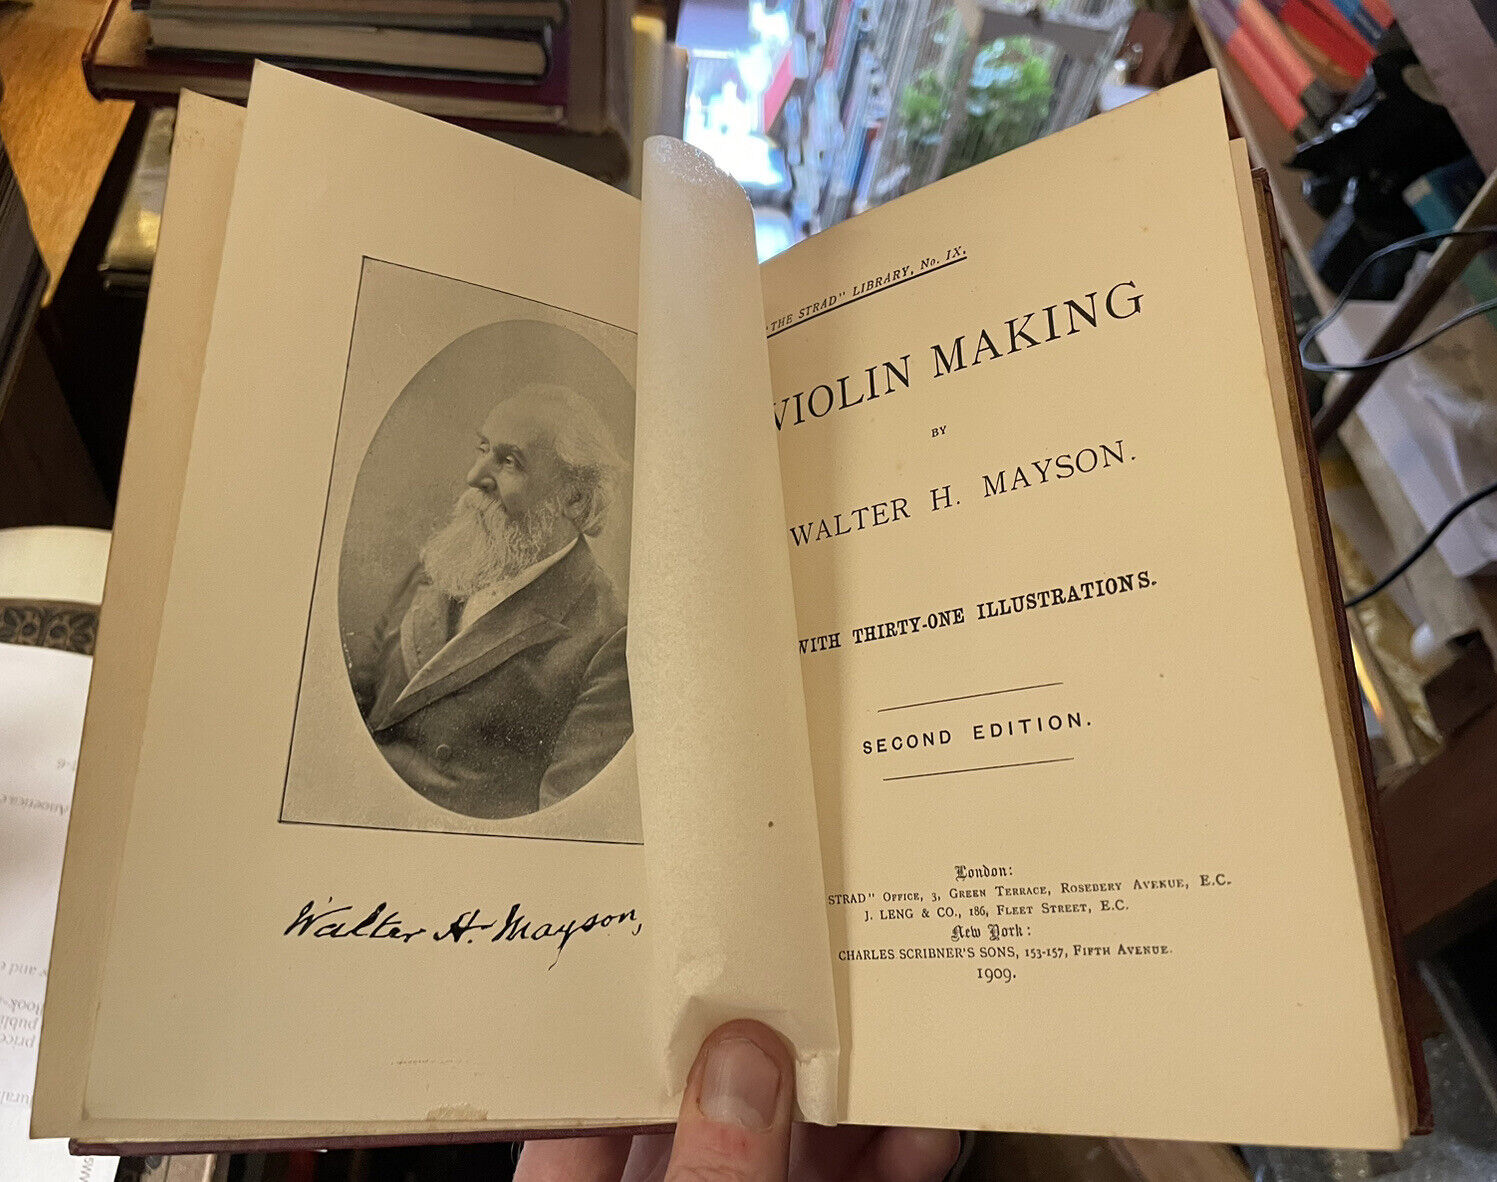 Walter H. Mayson,
"THE STRAD" LIBRARY, No. IX.
VIOLIN MAKING
BY
WALTER H. MAYSON.
WITH THIRTY-ONE ILLUSTRATIONS.
SECOND EDITION.
London:
STRAD" OFFICE, 3, GREEN TERRACE, ROSEBERY AVENUE, E.C.
J. LENG & CO., 186, FLEET STREET, E.C.
New York:
CHARLES SCRIBNER'S SONS, 153-157, FIFTH AVENUE.
1909.